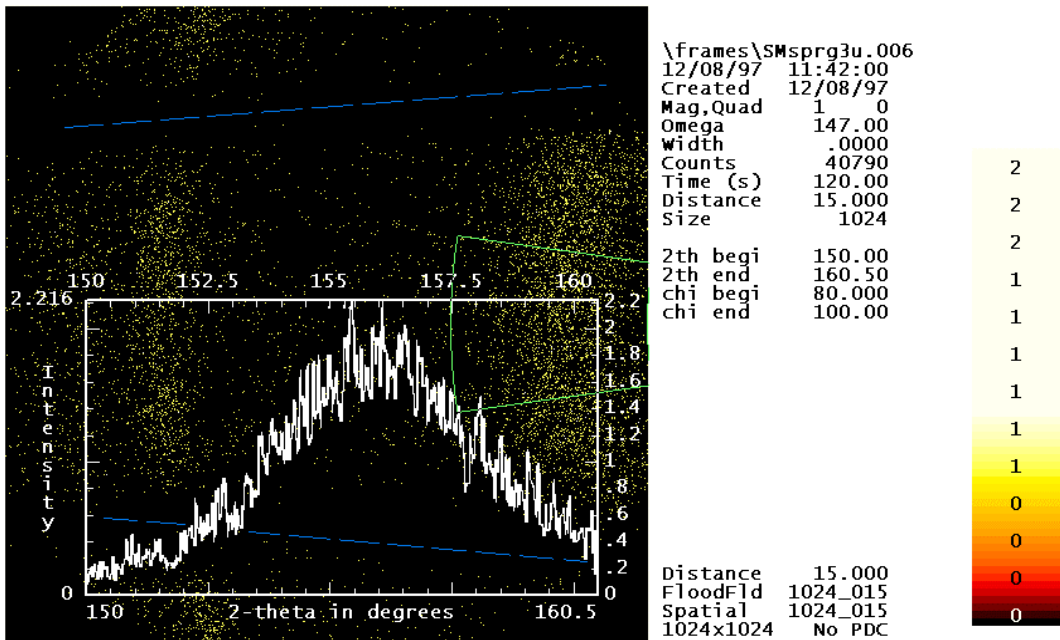 \frames\SMsprg3u.006
12/08/97 11:42:00
Created 12/08/97
Mag,Quad 1 0
Omega 147.00
Width .0000
Counts 40790
Time (s) 120.00
Distance 15.000
Size 1024
2th begi 150.00
2th end 160.50
chi begi 80.000
chi end 100.00
150 152.5 155 157.5 160
2.216
2.2
2
1.8
1.6
1.4
1.2
1
.8
.6
.4
.2
0
Intensity
0
150 2-theta in degrees 160.5
Distance 15.000
FloodFld 1024_015
Spatial 1024_015
1024x1024 No PDC
2
2
2
1
1
1
1
1
1
0
0
0
0